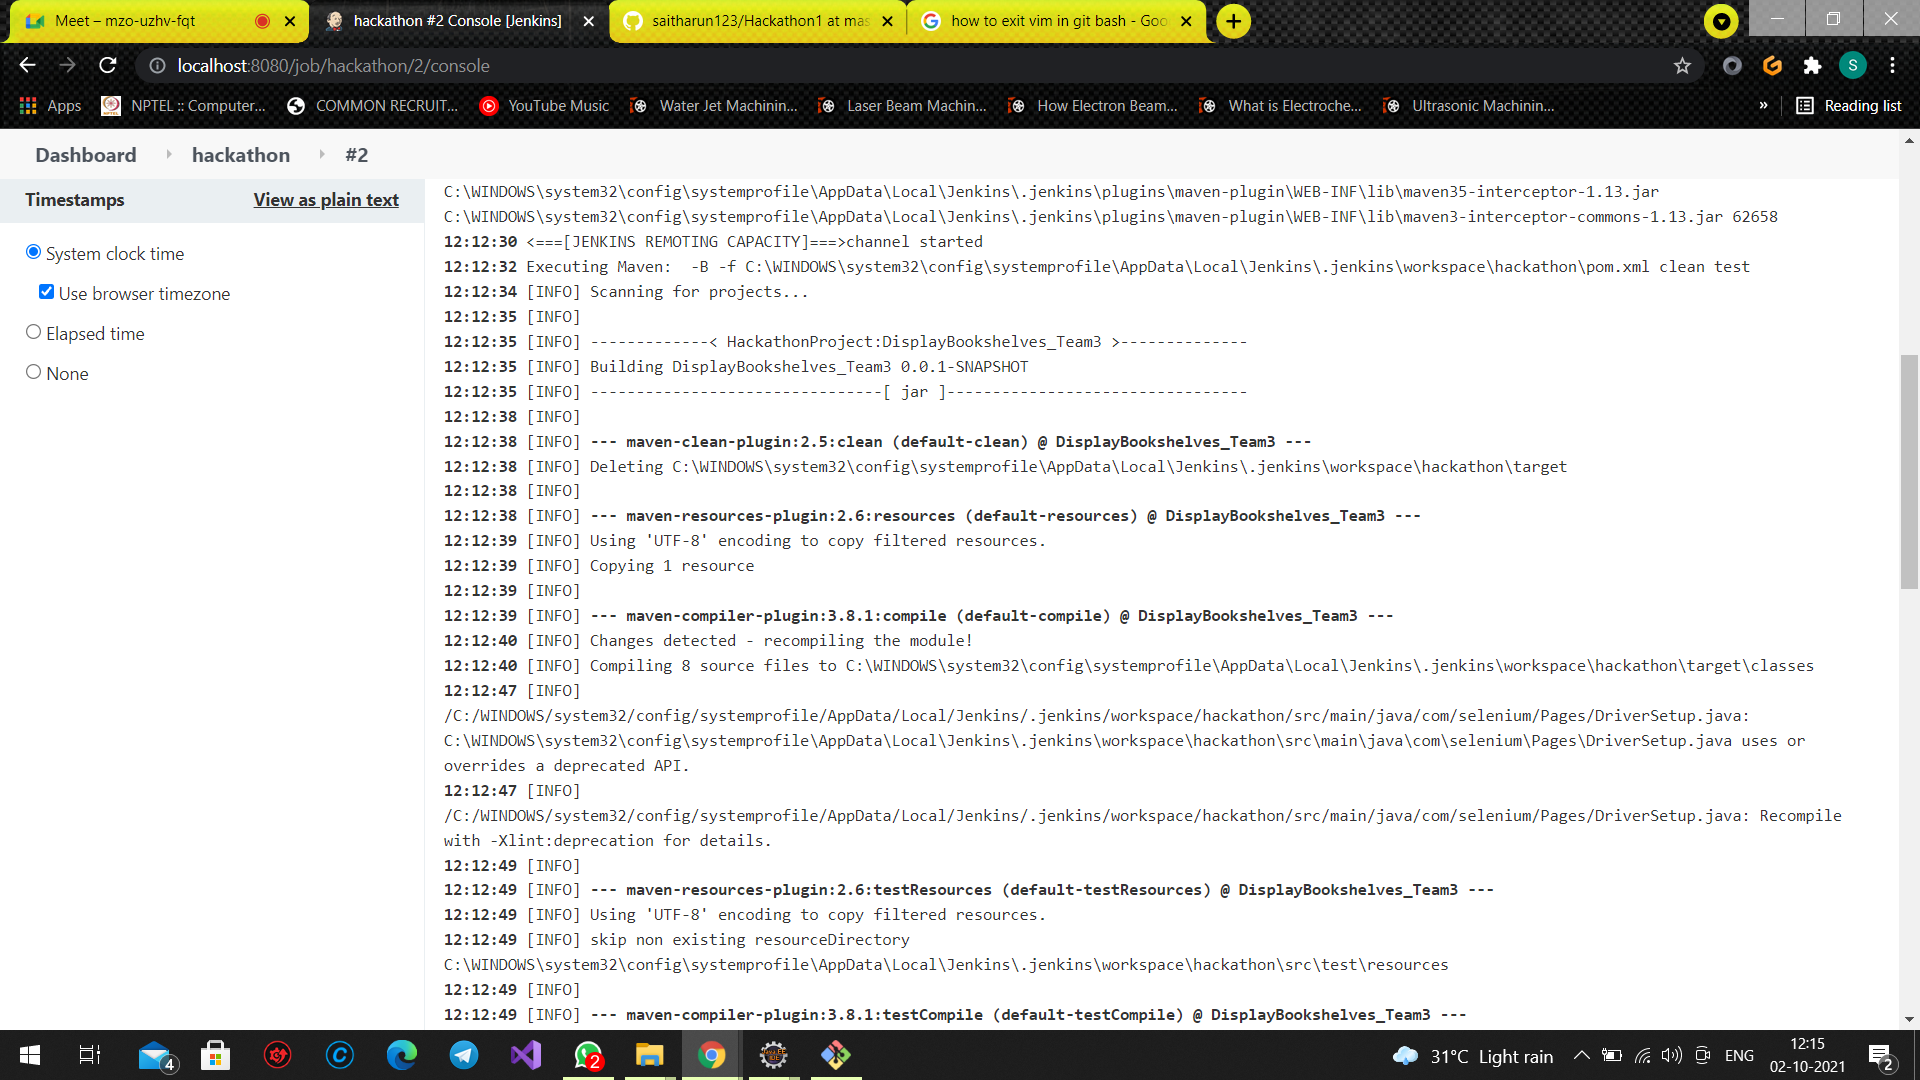 Meet – mzo-uzhv-fqt
hackathon #2 Console [Jenkins]
saitharun123/Hackathon1 at mas
how to exit vim in git bash - Goo
localhost:8080/job/hackathon/2/console
S
Apps
NPTEL :: Computer...
COMMON RECRUIT...
YouTube Music
Water Jet Machinin...
Laser Beam Machin...
How Electron Beam...
What is Electroche...
Ultrasonic Machinin...
»
Reading list
Dashboard
hackathon
#2
Timestamps
View as plain text
System clock time
Use browser timezone
Elapsed time
None
C:\WINDOWS\system32\config\systemprofile\AppData\Local\Jenkins\.jenkins\plugins\maven-plugin\WEB-INF\lib\maven35-interceptor-1.13.jar
C:\WINDOWS\system32\config\systemprofile\AppData\Local\Jenkins\.jenkins\plugins\maven-plugin\WEB-INF\lib\maven3-interceptor-commons-1.13.jar 62658
12:12:30 <===[JENKINS REMOTING CAPACITY]===>channel started
12:12:32 Executing Maven:  -B -f C:\WINDOWS\system32\config\systemprofile\AppData\Local\Jenkins\.jenkins\workspace\hackathon\pom.xml clean test
12:12:34 [INFO] Scanning for projects...
12:12:35 [INFO]
12:12:35 [INFO] -------------< HackathonProject:DisplayBookshelves_Team3 >--------------
12:12:35 [INFO] Building DisplayBookshelves_Team3 0.0.1-SNAPSHOT
12:12:35 [INFO] --------------------------------[ jar ]---------------------------------
12:12:38 [INFO]
12:12:38 [INFO] --- maven-clean-plugin:2.5:clean (default-clean) @ DisplayBookshelves_Team3 ---
12:12:38 [INFO] Deleting C:\WINDOWS\system32\config\systemprofile\AppData\Local\Jenkins\.jenkins\workspace\hackathon\target
12:12:38 [INFO]
12:12:38 [INFO] --- maven-resources-plugin:2.6:resources (default-resources) @ DisplayBookshelves_Team3 ---
12:12:39 [INFO] Using 'UTF-8' encoding to copy filtered resources.
12:12:39 [INFO] Copying 1 resource
12:12:39 [INFO]
12:12:39 [INFO] --- maven-compiler-plugin:3.8.1:compile (default-compile) @ DisplayBookshelves_Team3 ---
12:12:40 [INFO] Changes detected - recompiling the module!
12:12:40 [INFO] Compiling 8 source files to C:\WINDOWS\system32\config\systemprofile\AppData\Local\Jenkins\.jenkins\workspace\hackathon\target\classes
12:12:47 [INFO]
/C:/WINDOWS/system32/config/systemprofile/AppData/Local/Jenkins/.jenkins/workspace/hackathon/src/main/java/com/selenium/Pages/DriverSetup.java:
C:\WINDOWS\system32\config\systemprofile\AppData\Local\Jenkins\.jenkins\workspace\hackathon\src\main\java\com\selenium\Pages\DriverSetup.java uses or
overrides a deprecated API.
12:12:47 [INFO]
/C:/WINDOWS/system32/config/systemprofile/AppData/Local/Jenkins/.jenkins/workspace/hackathon/src/main/java/com/selenium/Pages/DriverSetup.java: Recompile
with -Xlint:deprecation for details.
12:12:49 [INFO]
12:12:49 [INFO] --- maven-resources-plugin:2.6:testResources (default-testResources) @ DisplayBookshelves_Team3 ---
12:12:49 [INFO] Using 'UTF-8' encoding to copy filtered resources.
12:12:49 [INFO] skip non existing resourceDirectory
C:\WINDOWS\system32\config\systemprofile\AppData\Local\Jenkins\.jenkins\workspace\hackathon\src\test\resources
12:12:49 [INFO]
12:12:49 [INFO] --- maven-compiler-plugin:3.8.1:testCompile (default-testCompile) @ DisplayBookshelves_Team3 ---
4
2
31°C Light rain
ENG
12:15
02-10-2021
2